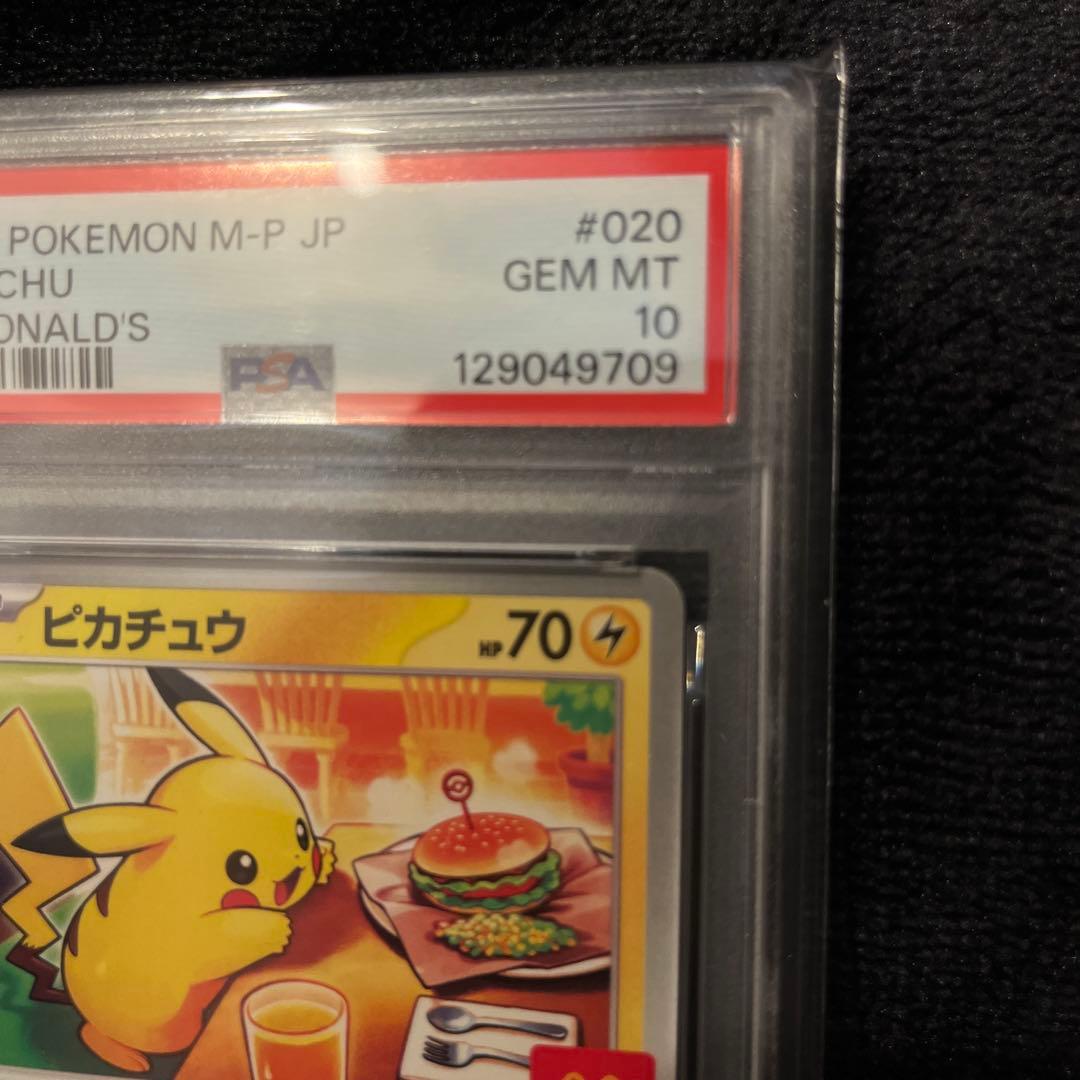 POKEMON M-P JP
#020
CHU
GEM MT
ONALD'S
10
PSA
129049709
ピカチュウ
HP70